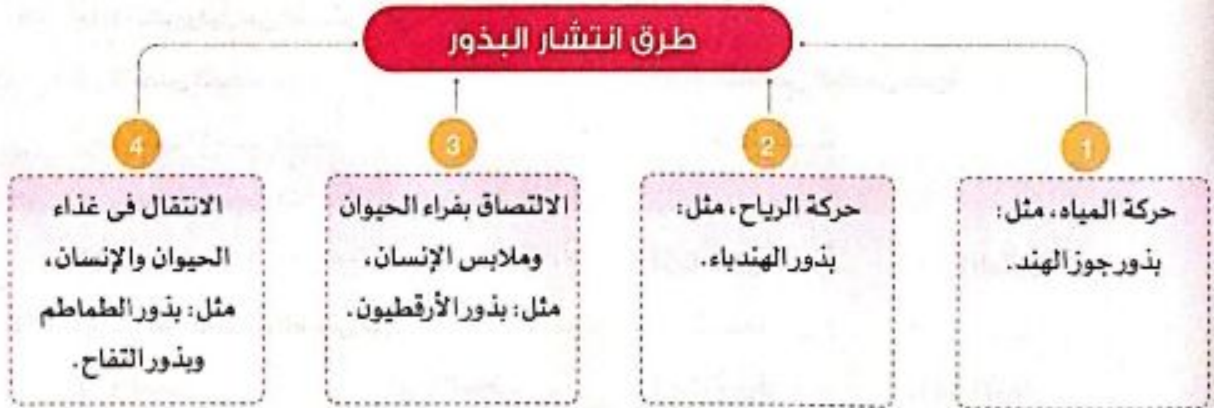 طرق انتشار البذور
1
حركة المياه، مثل:
بذور جوز الهند.
2
حركة الرياح، مثل:
بذور الهندباء.
3
الالتصاق بفراء الحيوان
وملابس الإنسان،
مثل: بذور الأرقطيون.
4
الانتقال فى غذاء
الحيوان والإنسان،
مثل: بذور الطماطم
وبذور التفاح.